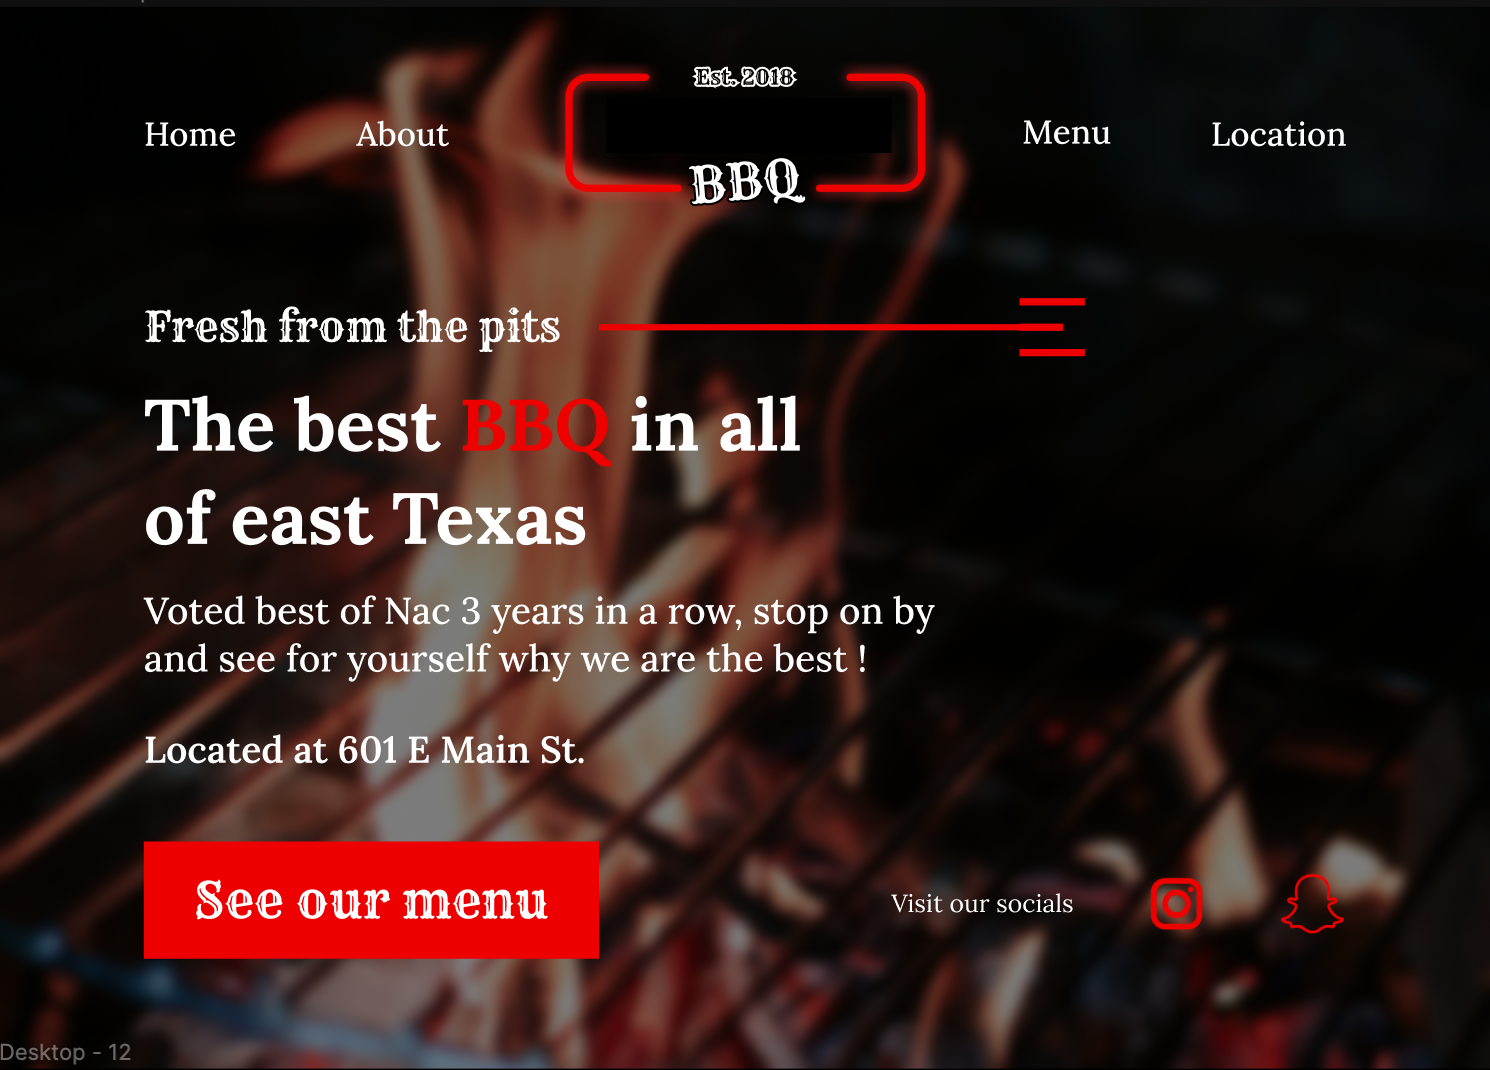 Est. 2018
Home About Menu Location
BBQ
Fresh from the pits
The best BBQ in all
of east Texas
Voted best of Nac 3 years in a row, stop on by
and see for yourself why we are the best !
Located at 601 E Main St.
See our menu
Visit our socials
Desktop - 12